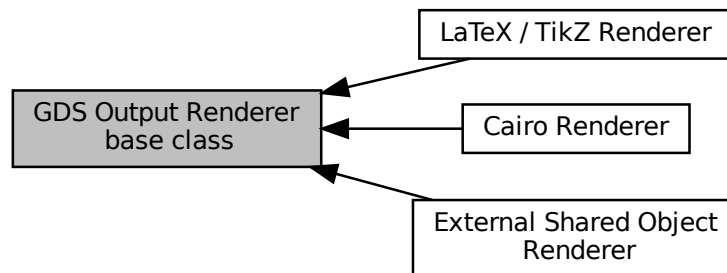 GDS Output Renderer
base class
LaTeX / TikZ Renderer
Cairo Renderer
External Shared Object
Renderer